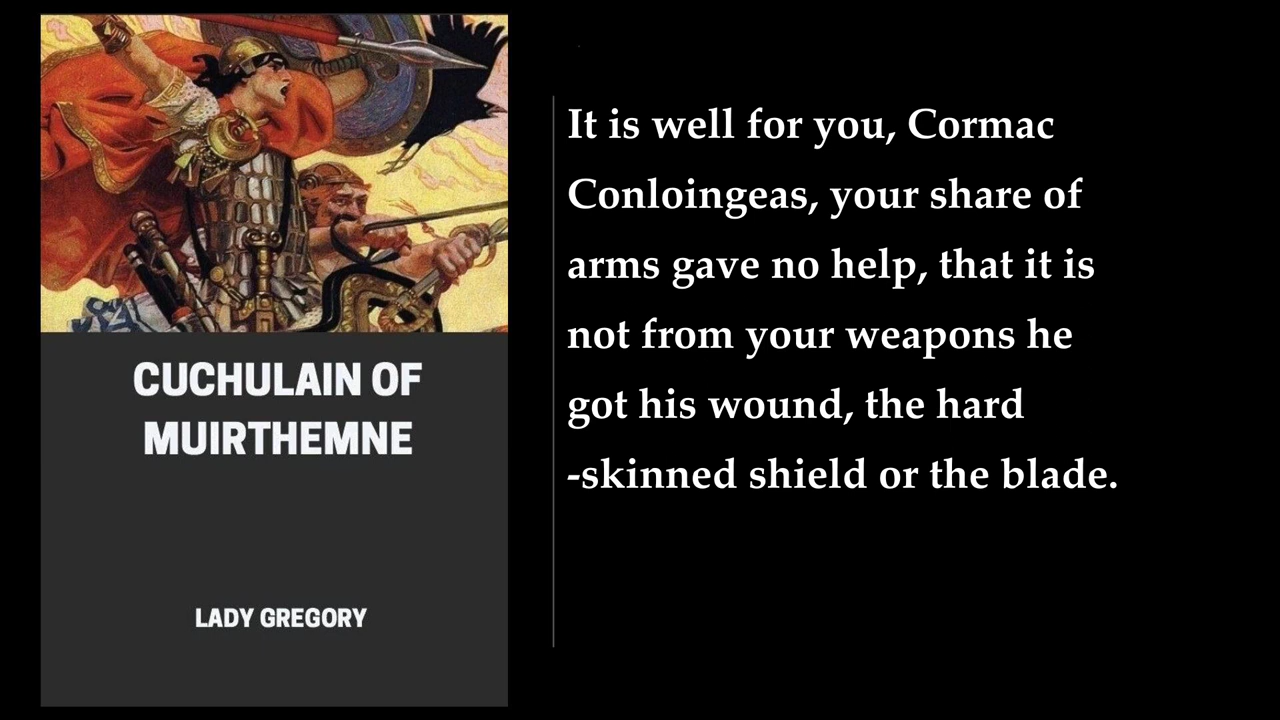 CUCHULAIN OF
MUIRTHEMNE
LADY GREGORY
It is well for you, Cormac
Conloingeas, your share of
arms gave no help, that it is
not from your weapons he
got his wound, the hard
-skinned shield or the blade.